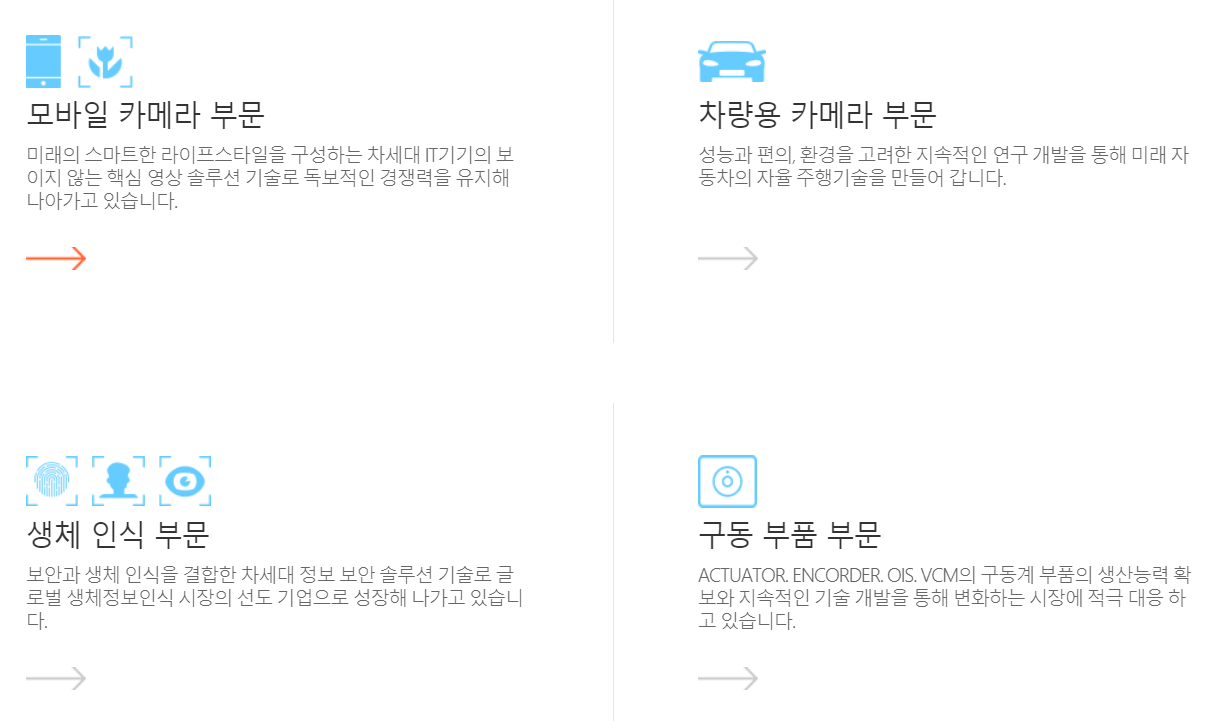 모바일 카메라 부문
미래의 스마트한 라이프스타일을 구성하는 차세대 IT기기의 보
이지 않는 핵심 영상 솔루션 기술로 독보적인 경쟁력을 유지해
나아가고 있습니다.
차량용 카메라 부문
성능과 편의, 환경을 고려한 지속적인 연구 개발을 통해 미래 자
동차의 자율 주행기술을 만들어 갑니다.
생체 인식 부문
보안과 생체 인식을 결합한 차세대 정보 보안 솔루션 기술로 글
로벌 생체정보인식 시장의 선도 기업으로 성장해 나가고 있습니
다.
구동 부품 부문
ACTUATOR. ENCORDER. OIS. VCM의 구동계 부품의 생산능력 확
보와 지속적인 기술 개발을 통해 변화하는 시장에 적극 대응 하
고 있습니다.